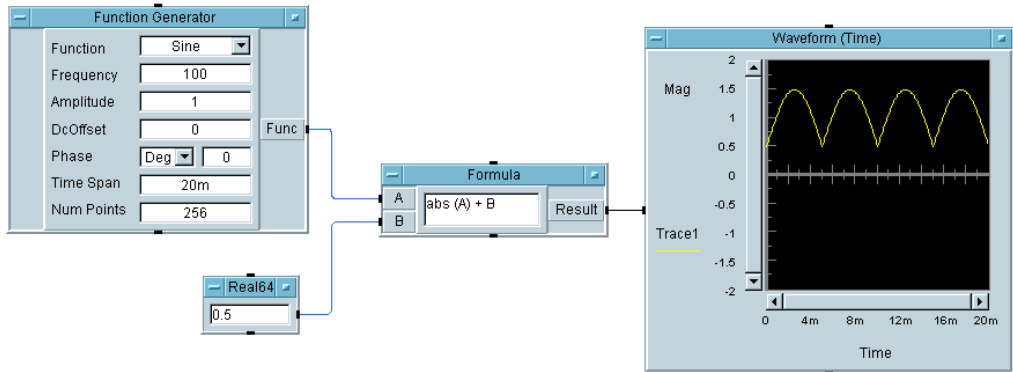 Function Generator
Function Sine
Frequency 100
Amplitude 1
DcOffset 0
Phase Deg 0
Time Span 20m
Num Points 256
Func
Real64
0.5
Formula
A
B
abs (A) + B
Result
Waveform (Time)
Mag
2
1.5
1
0.5
0
-0.5
-1
-1.5
-2
Trace1
0 4m 8m 12m 16m 20m
Time